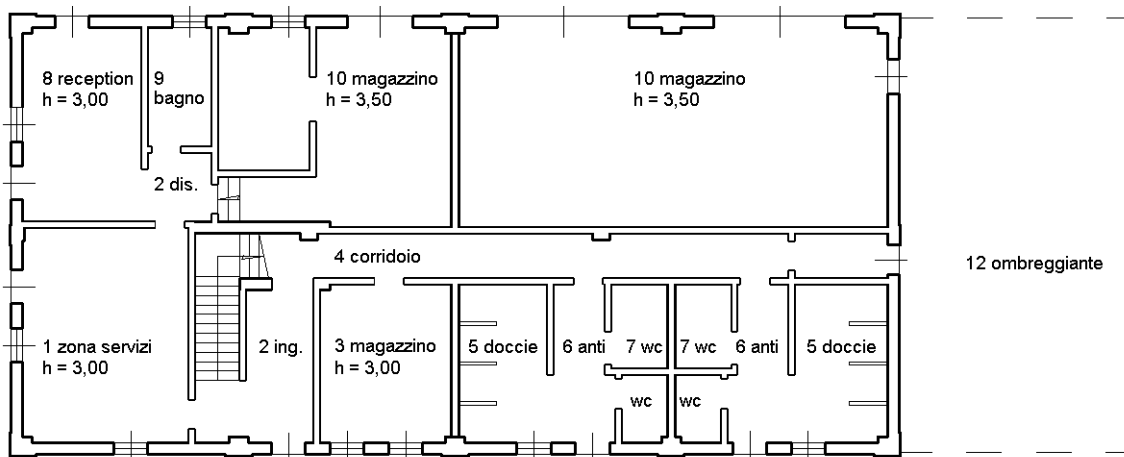 8 reception
h = 3,00
9
bagno
10 magazzino
h = 3,50
10 magazzino
h = 3,50
2 dis.
4 corridoio
12 ombreggiante
1 zona servizi
h = 3,00
2 ing.
3 magazzino
h = 3,00
5 doccie
6 anti
7 wc
7 wc
6 anti
5 doccie
wc
wc